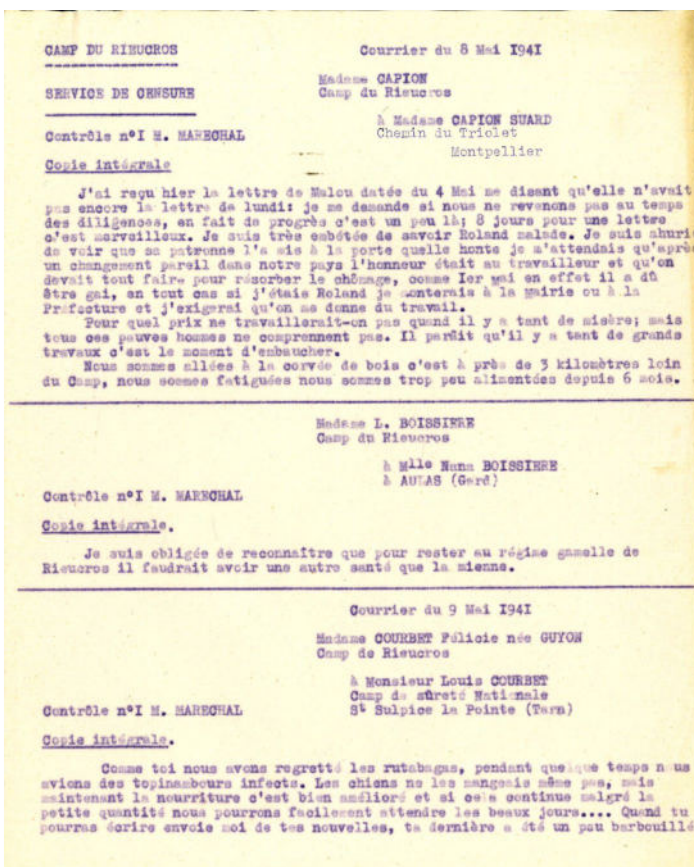 CAMP DU RIEUCROS
Courrier du 8 Mai I94I
Madame CAPION
Camp du Rieucros
SERVICE DE CENSURE
à Madame CAPION SUARD
Chemin du Triolet
Montpellier
Contrôle n°I M. MARECHAL
Copie intégrale
J'ai reçu hier la lettre de Malou datée du 4 Mai me disant qu'elle n'avait
pas encore la lettre de lundi: je me demande si nous ne revenons pas au temps
des diligences, en fait de progrès c'est un peu là; 8 jours pour une lettre
c'est merveilleux. Je suis très embétée de savoir Roland malade. Je suis ahurie
de voir que sa patronne l'a mis à la porte quelle honte je m'attendais qu'après
un changement pareil dans notre pays l'honneur était au travailleur et qu'on
devait tout faire pour résorber le chômage, comme Ier mai en effet il a dû
être gai, en tout cas si j'étais Roland je monterais à la mairie ou à la
Préfecture et j'exigerai qu'on me donne du travail.
Pour quel prix ne travaillerait-on pas quand il y a tant de misère; mais
tous ces pauves hommes ne comprennent pas. Il parêit qu'il y a tant de grands
travaux c'est le moment d'embaucher.
Nous sommes allées à la corvée de bois c'est à près de 3 kilomètres loin
du Camp, nous soemes fatiguées nous sommes trop peu alimentées depuis 6 mois.
Madame L. BOISSIERE
Camp du Rieucros
à Mlle Nana BOISSIERE
à AULAS (Gard)
Contrôle n°I M. MARECHAL
Copie intégrale.
Je suis obligée de reconnaître que pour rester au régime gamelle de
Rieucros il faudrait avoir une autre santé que la mienne.
Courrier du 9 Mai I94I
Madame COURBET Félicie née GUYON
Camp de Rieucros
à Monsieur Louis COURBET
Camp de sûreté Nationale
St Sulpice la Pointe (Tarn)
Contrôle n°I M. MARECHAL
Copie intégrale.
Comme toi nous avons regretté les rutabagas, pendant quelque temps nous
avions des topinambours infects. Les chiens ne les mangeais même pas, mais
maintenant la nourriture c'est bien amélioré et si cela continue malgré la
petite quantité nous pourrons facilement attendre les beaux jours.... Quand tu
pourras écrire envoie moi de tes nouvelles, ta dernière a été un peu barbouillé